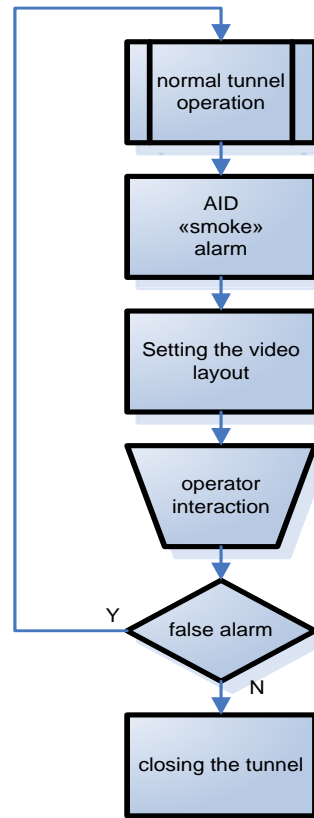 normal tunnel
operation
AID
«smoke»
alarm
Setting the video
layout
operator
interaction
Y
false alarm
N
closing the tunnel